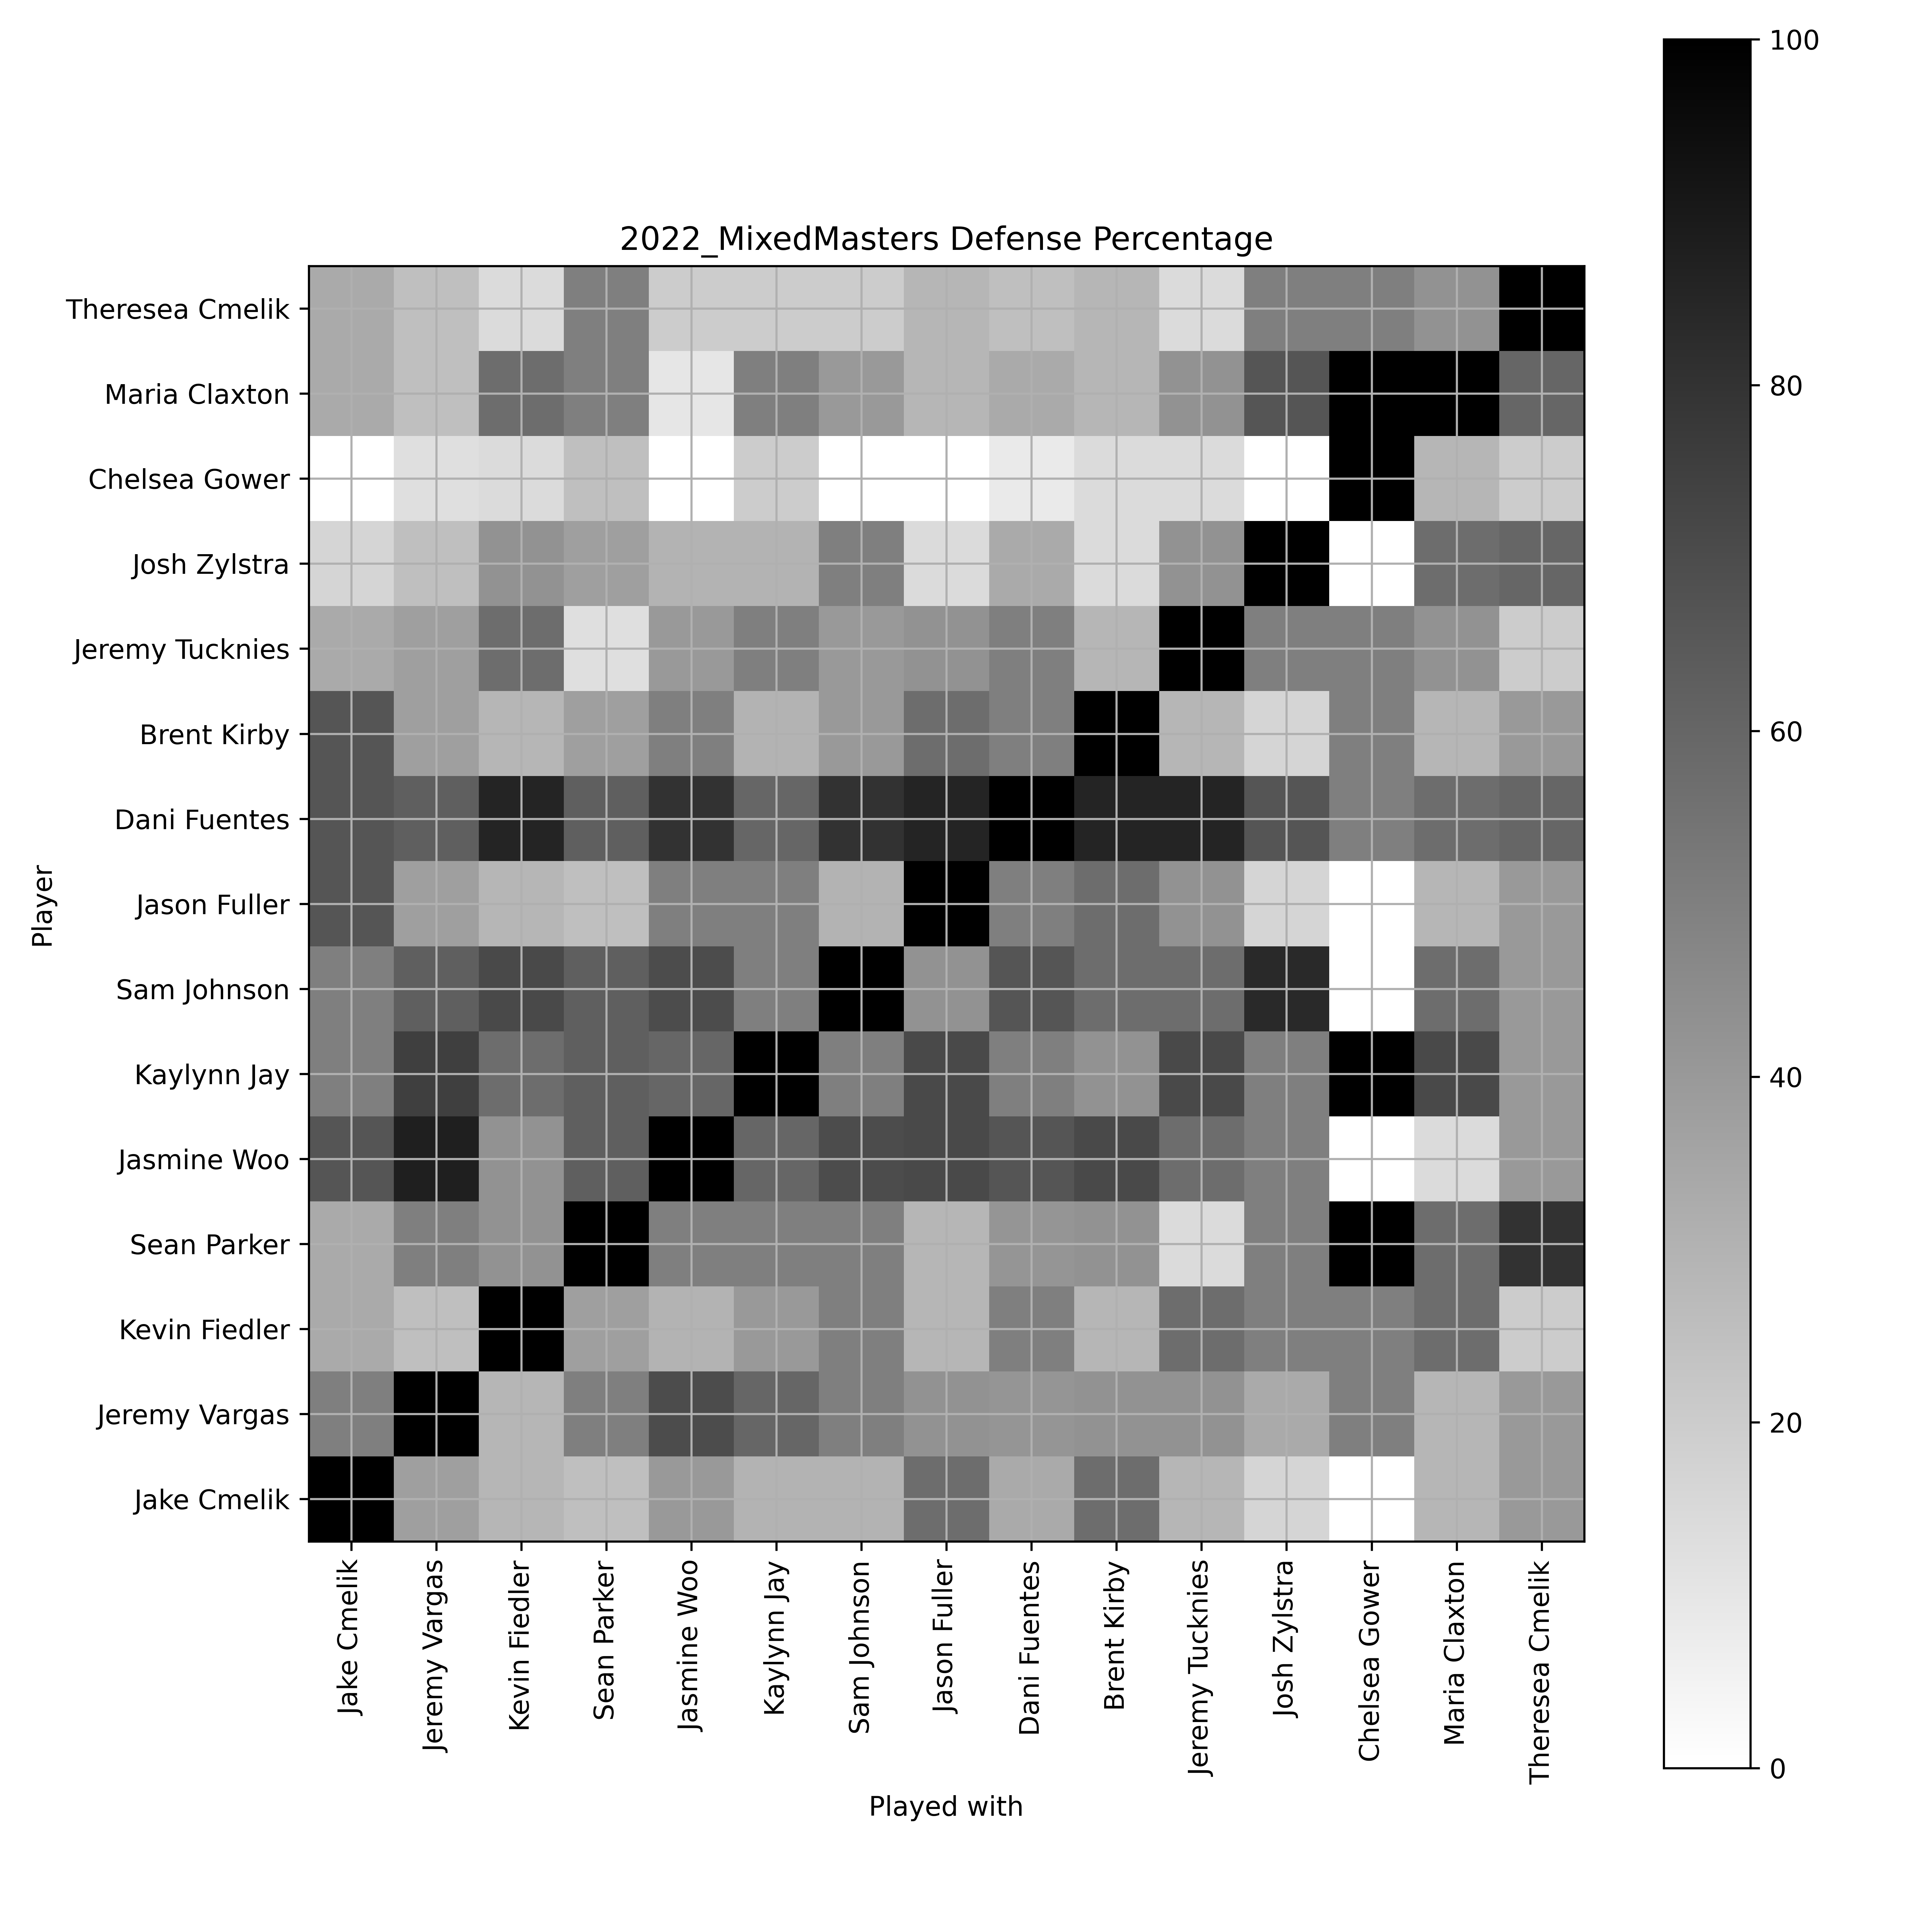 2022_MixedMasters Defense Percentage
Player
Theresea Cmelik
Maria Claxton
Chelsea Gower
Josh Zylstra
Jeremy Tucknies
Brent Kirby
Dani Fuentes
Jason Fuller
Sam Johnson
Kaylynn Jay
Jasmine Woo
Sean Parker
Kevin Fiedler
Jeremy Vargas
Jake Cmelik
Jake Cmelik
Jeremy Vargas
Kevin Fiedler
Sean Parker
Jasmine Woo
Kaylynn Jay
Sam Johnson
Jason Fuller
Dani Fuentes
Brent Kirby
Jeremy Tucknies
Josh Zylstra
Chelsea Gower
Maria Claxton
Theresea Cmelik
Played with
100
80
60
40
20
0